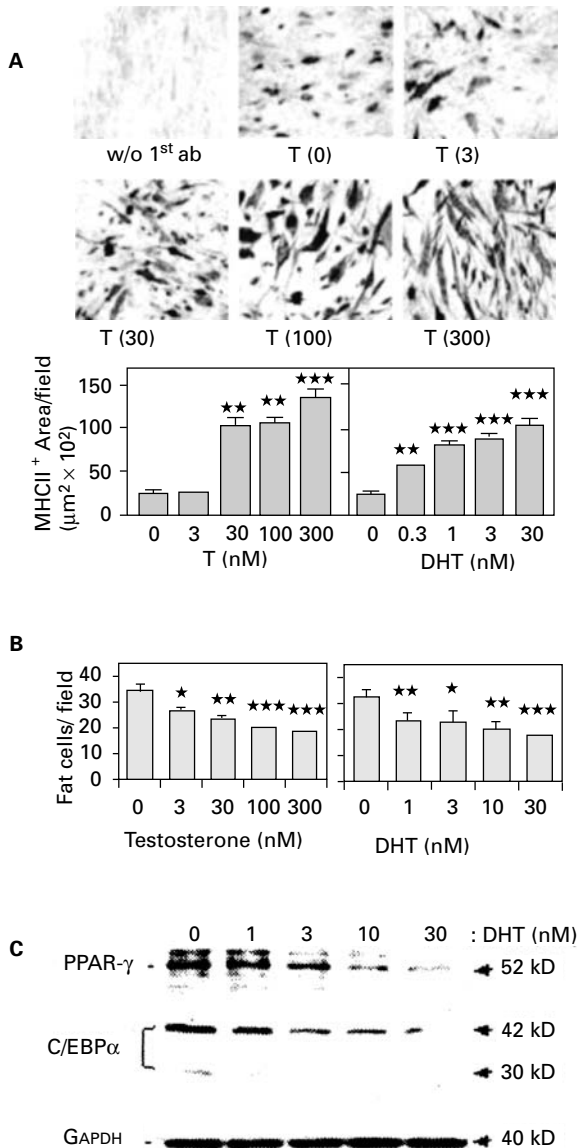 A
w/o 1st ab T (0) T (3)
T (30) T (100) T (300)
MHCII+ Area/field
(μm2 × 102)
150
100
50
0
★★ ★★ ★★★
0 3 30 100 300
T (nM)
★★ ★★★ ★★★ ★★★
0 0.3 1 3 30
DHT (nM)
B
Fat cells/ field
40
30
20
10
0
★ ★★ ★★★ ★★★
0 3 30 100 300
Testosterone (nM)
★★ ★ ★★ ★★★
0 1 3 10 30
DHT (nM)
C
0 1 3 10 30 : DHT (nM)
PPAR-γ - 52 kD
C/EBPα
42 kD
30 kD
GAPDH - 40 kD